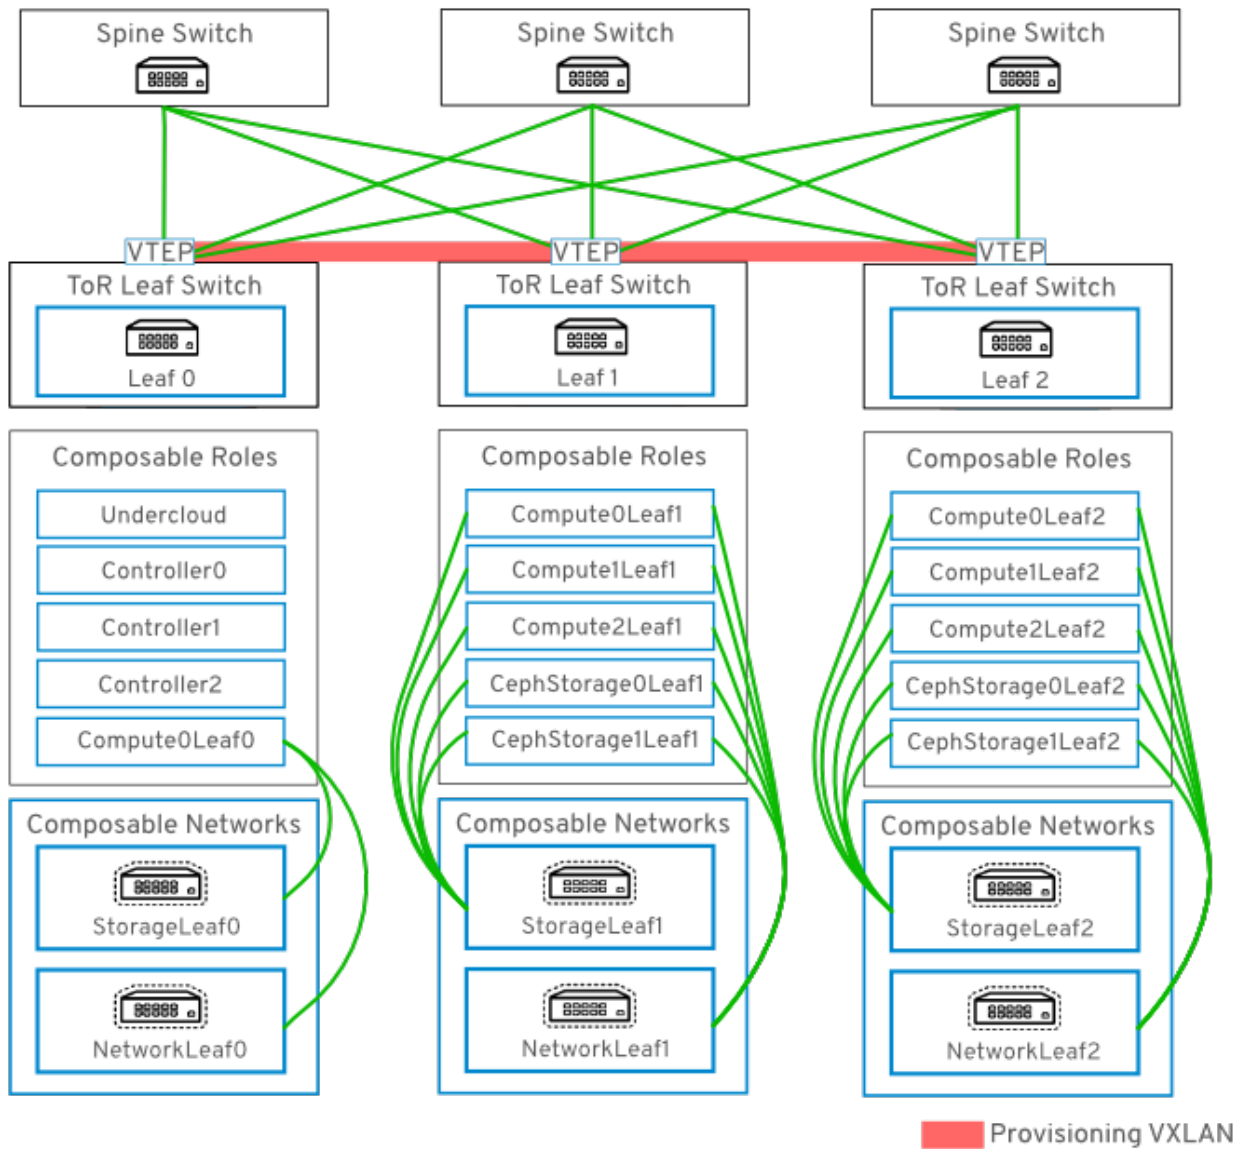 Spine Switch
Spine Switch
Spine Switch
VTEP
VTEP
VTEP
ToR Leaf Switch
Leaf 0
ToR Leaf Switch
Leaf 1
ToR Leaf Switch
Leaf 2
Composable Roles
Undercloud
Controller0
Controller1
Controller2
Compute0Leaf0
Composable Roles
Compute0Leaf1
Compute1Leaf1
Compute2Leaf1
CephStorage0Leaf1
CephStorage1Leaf1
Composable Roles
Compute0Leaf2
Compute1Leaf2
Compute2Leaf2
CephStorage0Leaf2
CephStorage1Leaf2
Composable Networks
StorageLeaf0
NetworkLeaf0
Composable Networks
StorageLeaf1
NetworkLeaf1
Composable Networks
StorageLeaf2
NetworkLeaf2
Provisioning VXLAN